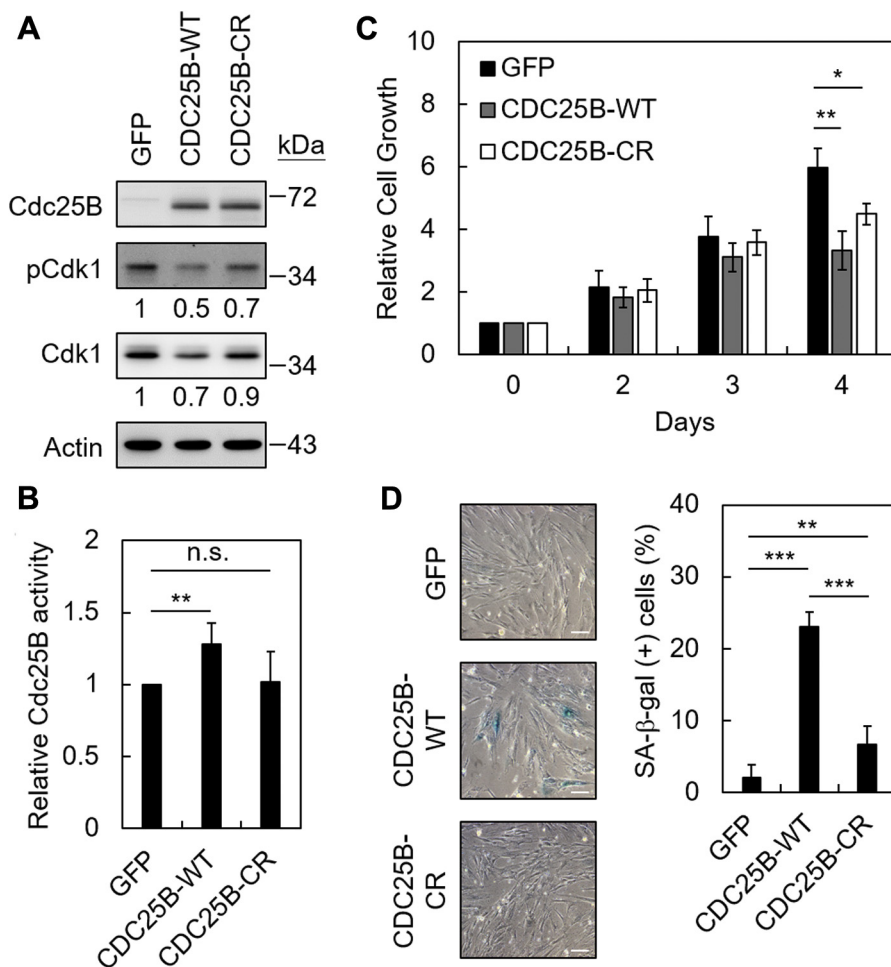 A
GFP
CDC25B-WT
CDC25B-CR
kDa
Cdc25B
72
pCdk1
34
1 0.5 0.7
Cdk1
34
1 0.7 0.9
Actin
43
B
Relative Cdc25B activity
2
1.5
1
0.5
0
n.s.
**
GFP
CDC25B-WT
CDC25B-CR
C
Relative Cell Growth
10
8
6
4
2
0
GFP
CDC25B-WT
CDC25B-CR
*
**
0 2 3 4
Days
D
GFP
CDC25B-
WT
CDC25B-
CR
SA-β-gal (+) cells (%)
40
30
20
10
0
**
***
***
GFP
CDC25B-WT
CDC25B-CR